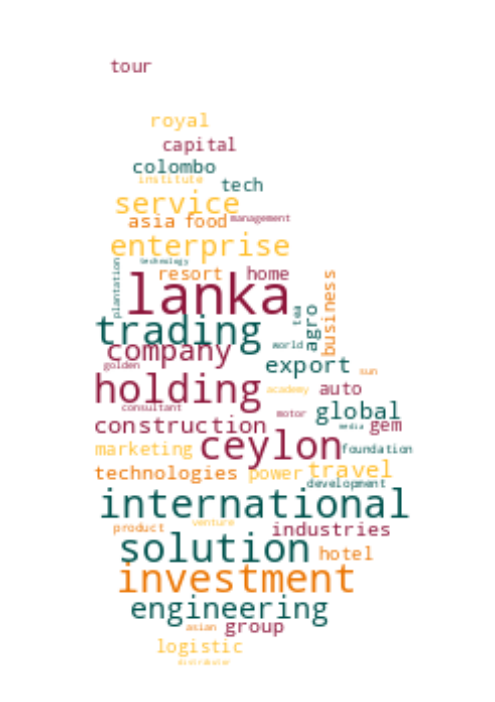 tour
royal
capital
colombo
institute
tech
service
asia food management
enterprise
technology
plantation
resort home
lanka
business
tea
agro
trading
world
company
export
golden
sun
holding
academy auto
consultant
motor
global
media
construction
gem
ceylon
marketing
foundation
technologies power travel
development
international
venture
product
industries
solution
hotel
investment
engineering
asian group
logistic
distributor